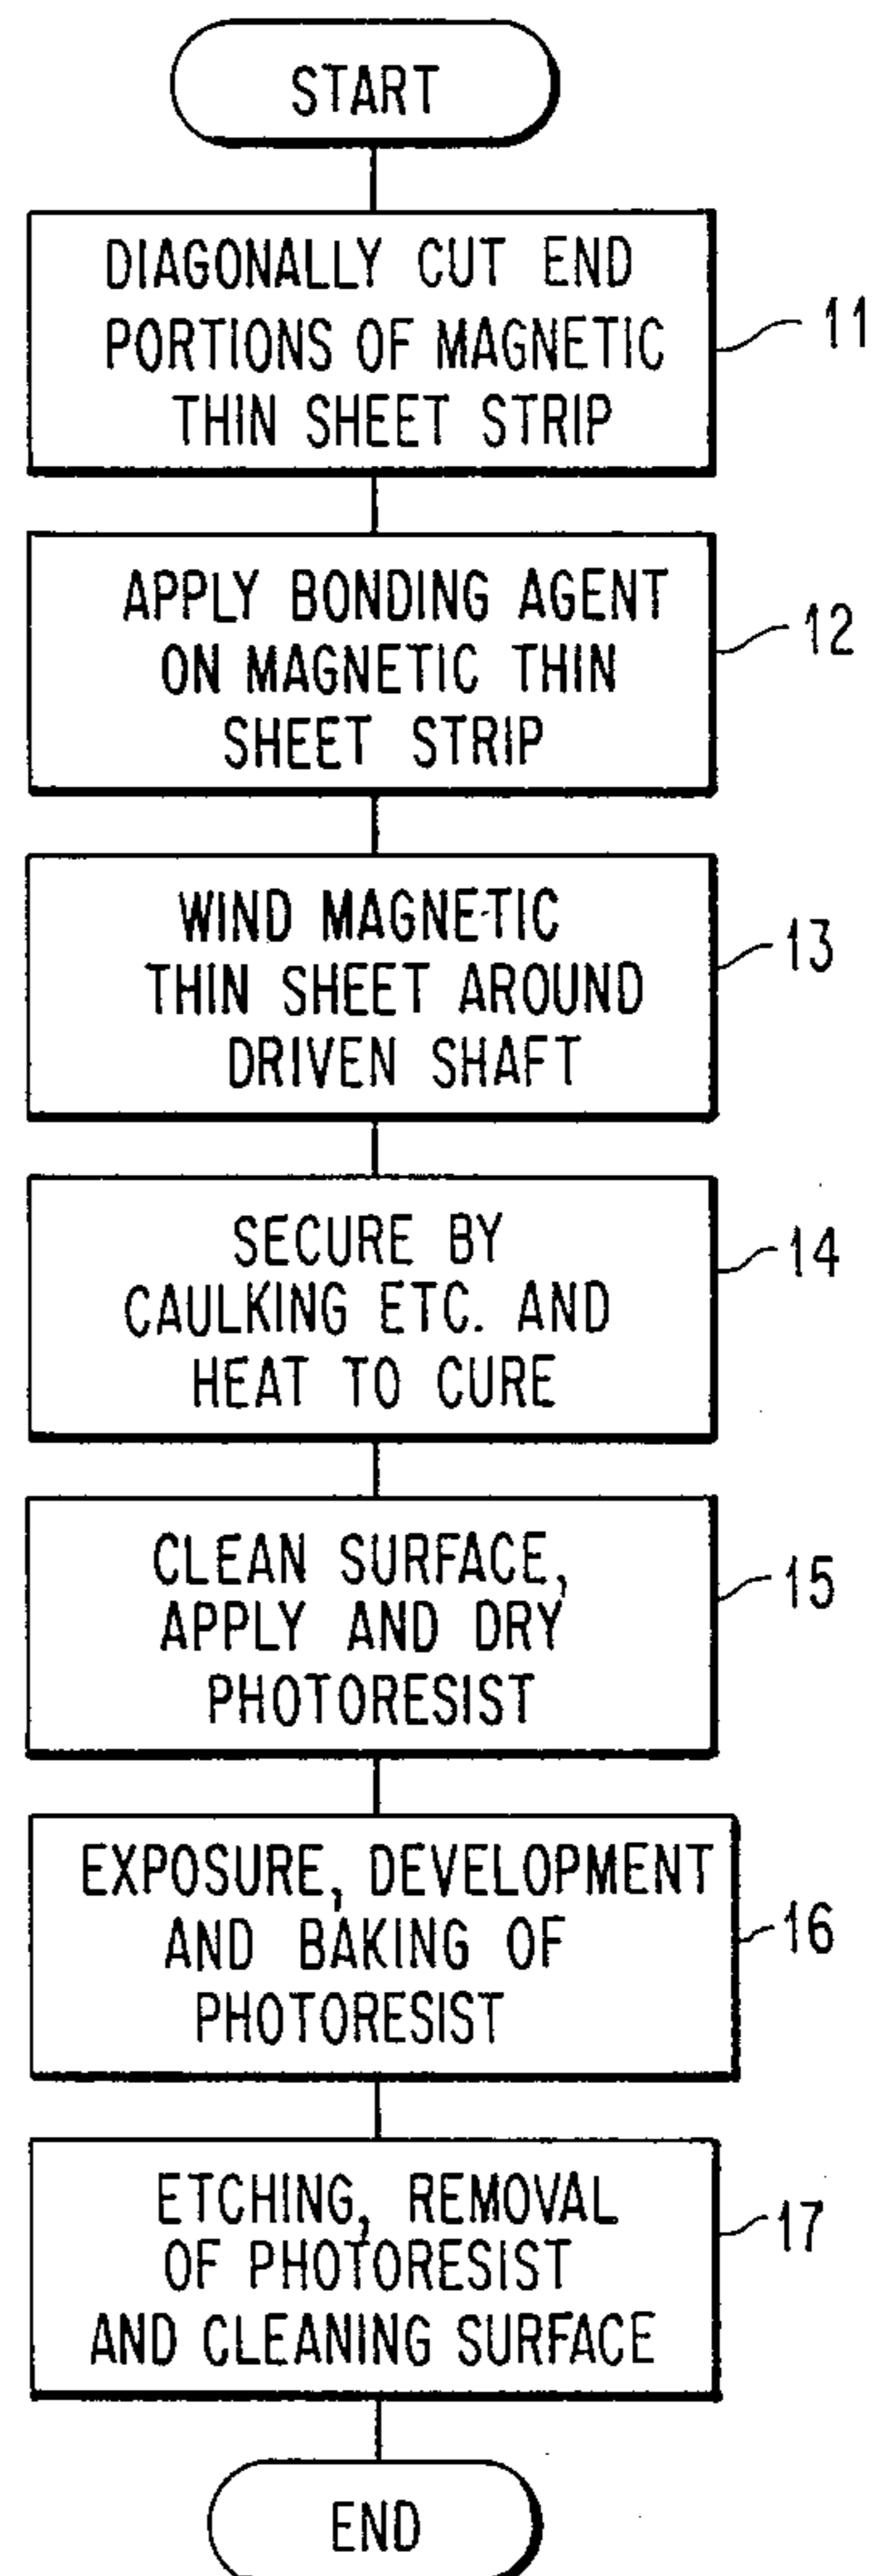 START
DIAGONALLY CUT END
PORTIONS OF MAGNETIC
THIN SHEET STRIP
11
APPLY BONDING AGENT
ON MAGNETIC THIN
SHEET STRIP
12
WIND MAGNETIC
THIN SHEET AROUND
DRIVEN SHAFT
13
SECURE BY
CAULKING ETC. AND
HEAT TO CURE
14
CLEAN SURFACE,
APPLY AND DRY
PHOTORESIST
15
EXPOSURE, DEVELOPMENT
AND BAKING OF
PHOTORESIST
16
ETCHING, REMOVAL
OF PHOTORESIST
AND CLEANING SURFACE
17
END